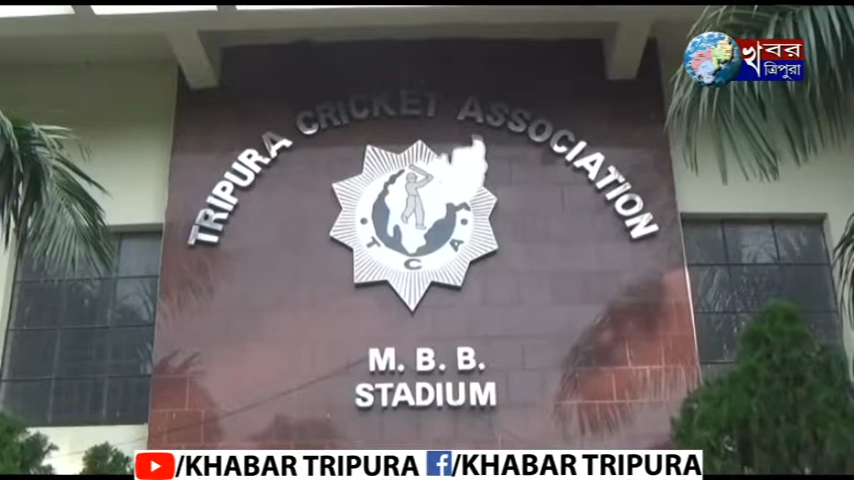 খবর
ত্রিপুরা
TRIPURA CRICKET ASSOCIATION
T C A
M. B. B.
STADIUM
/KHABAR TRIPURA f/KHABAR TRIPURA